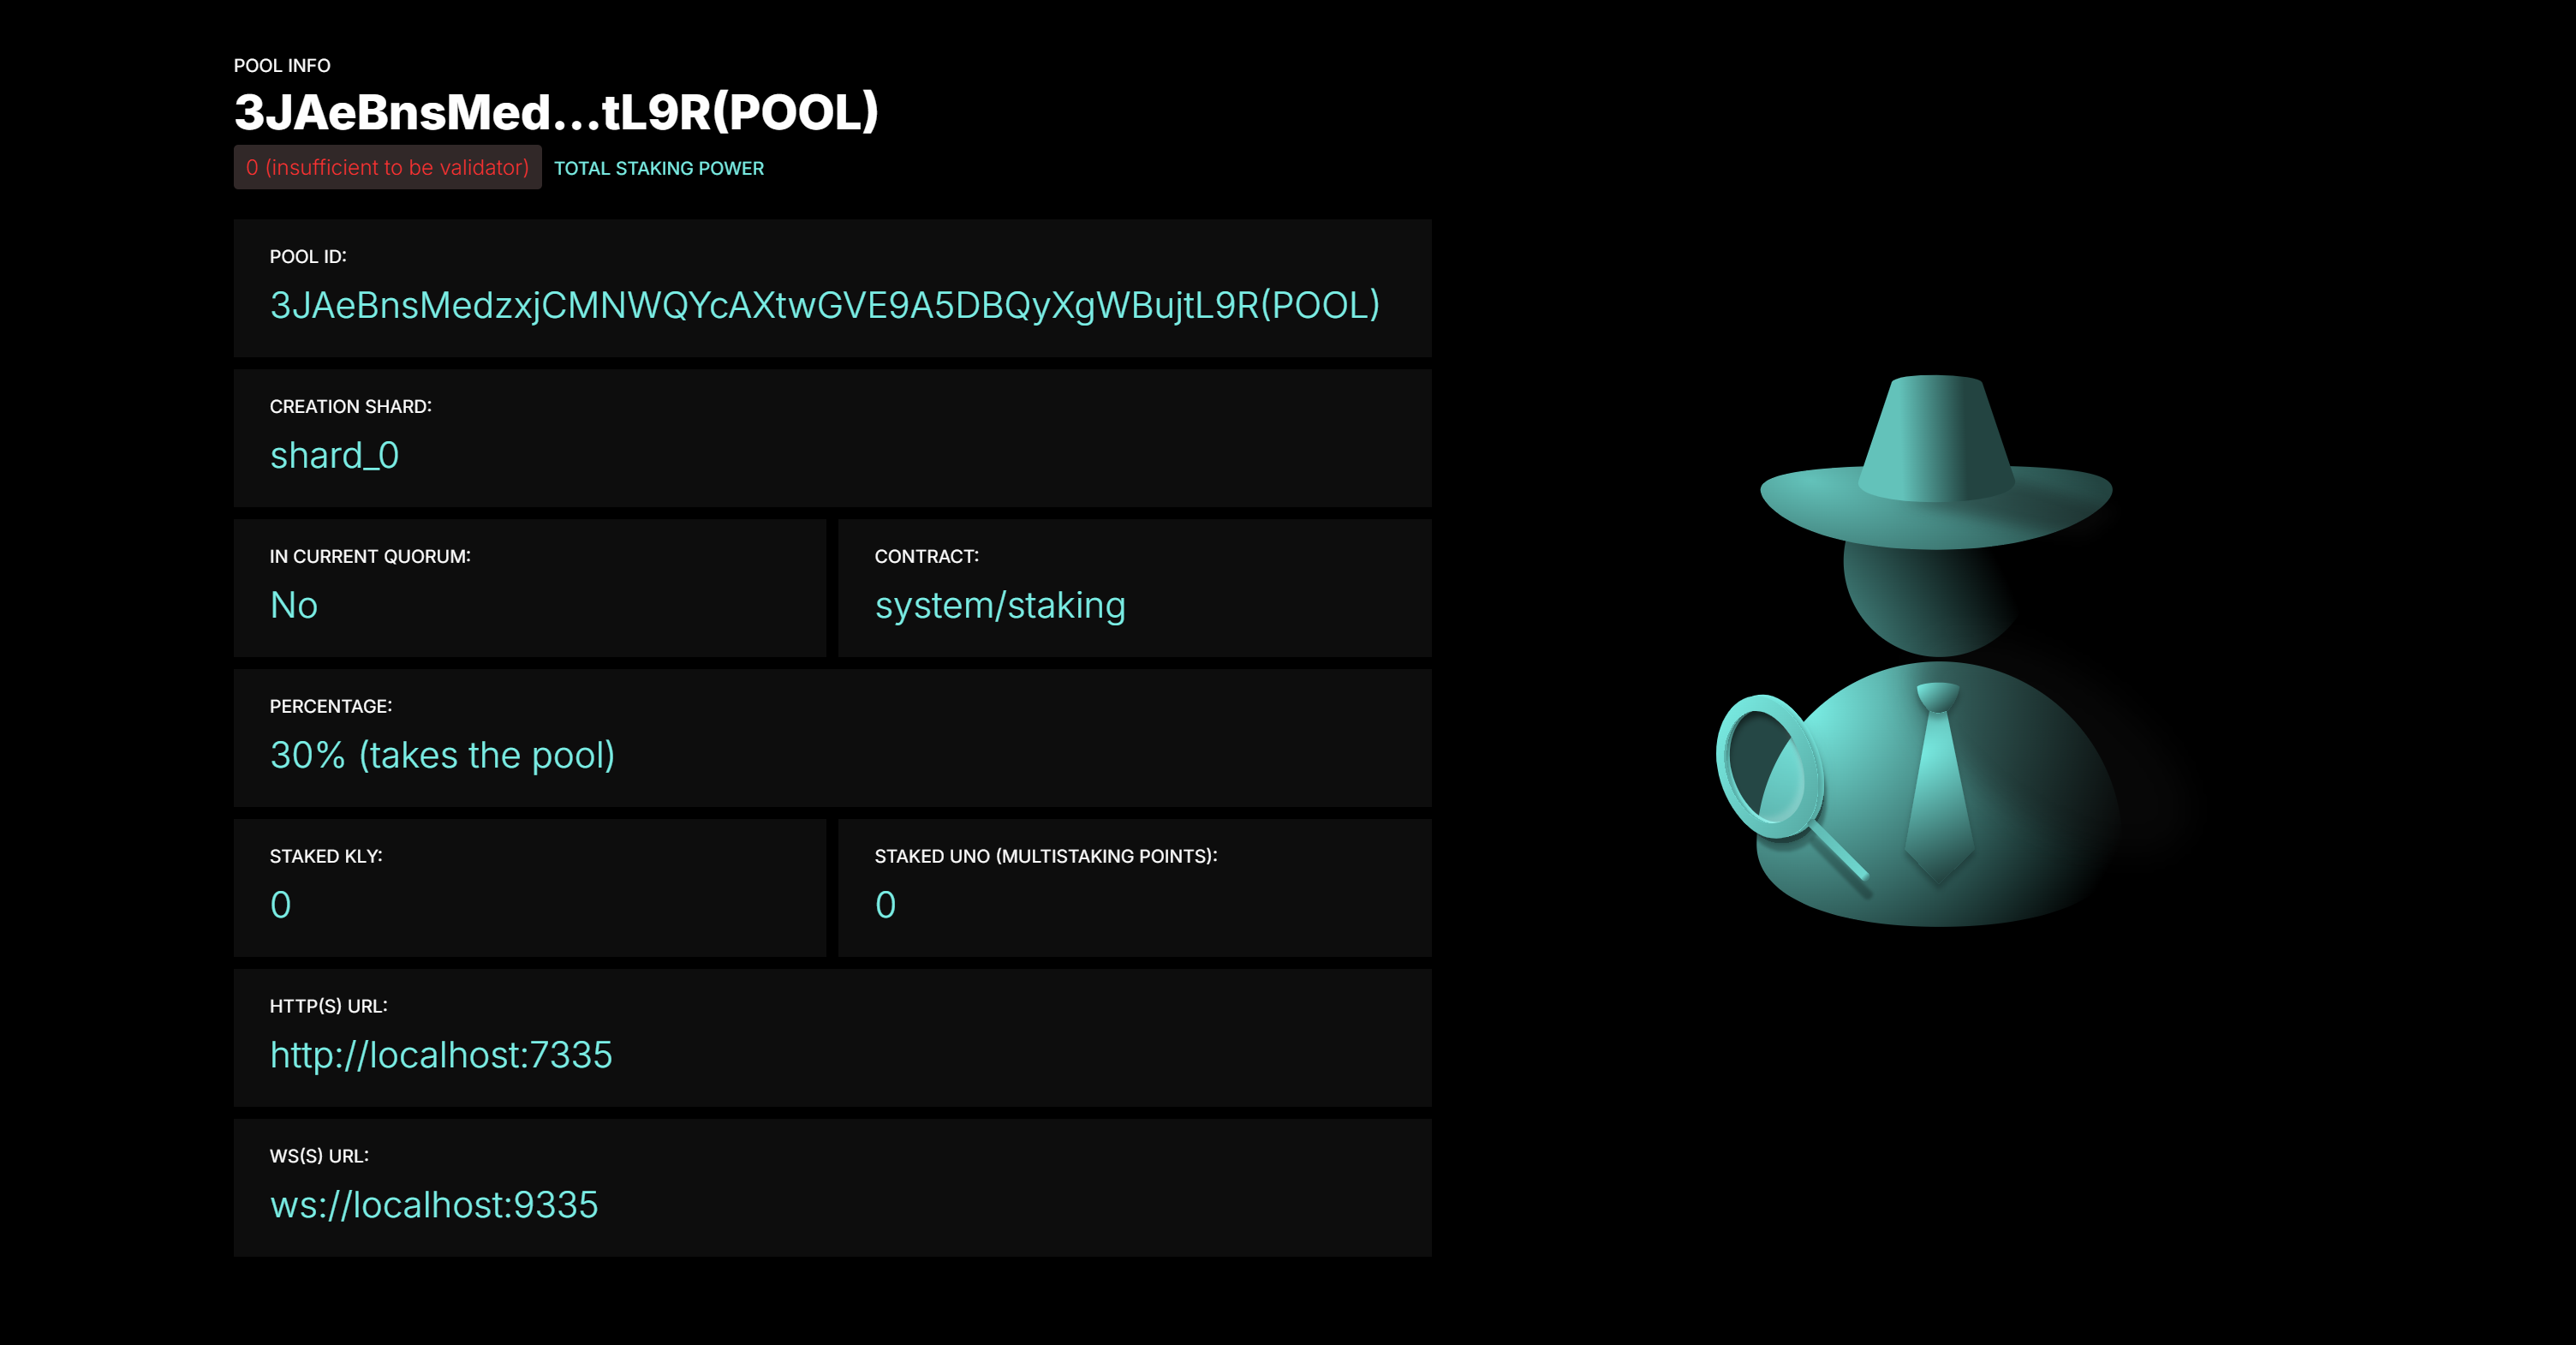 POOL INFO
3JAeBnsMed...tL9R(POOL)
0 (insufficient to be validator) TOTAL STAKING POWER
POOL ID:
3JAeBnsMedzxjCMNWQYcAXtwGVE9A5DBQyXgWBujtL9R(POOL)
CREATION SHARD:
shard_0
IN CURRENT QUORUM:
No
CONTRACT:
system/staking
PERCENTAGE:
30% (takes the pool)
STAKED KLY:
0
STAKED UNO (MULTISTAKING POINTS):
0
HTTP(S) URL:
http://localhost:7335
WS(S) URL:
ws://localhost:9335